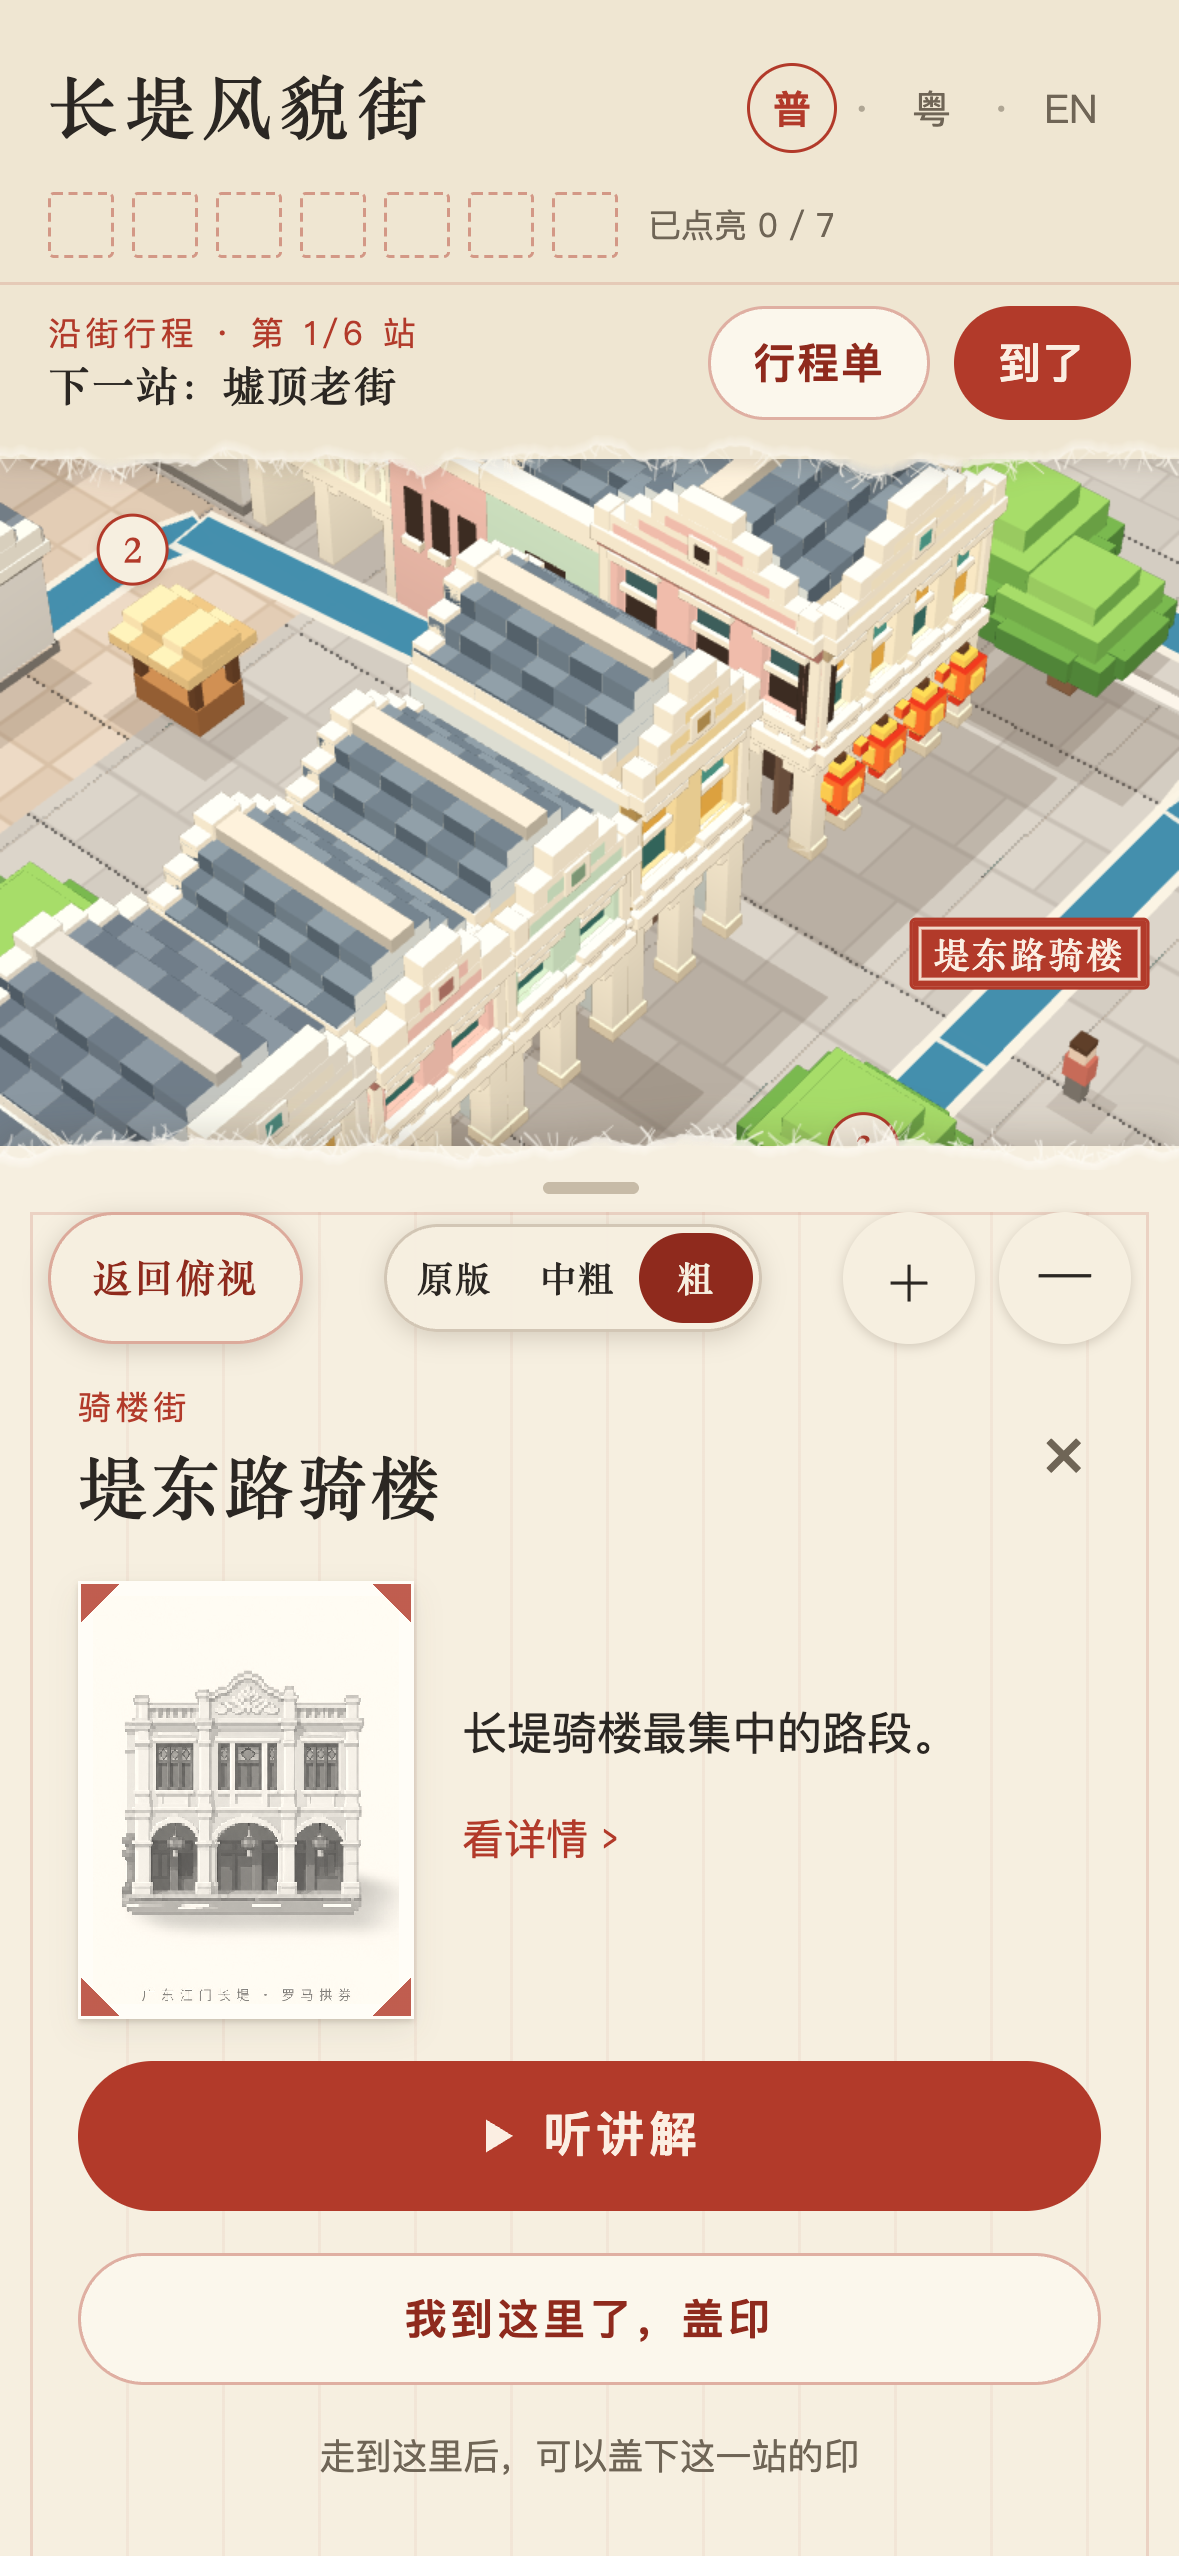 长堤风貌街
普 · 粤 · EN
已点亮 0 / 7
沿街行程 · 第 1/6 站
下一站：墟顶老街
行程单
到了
2
堤东路骑楼
返回俯视
原版 中粗 粗
骑楼街
堤东路骑楼
长堤骑楼最集中的路段。
看详情 ›
广东江门长堤 · 罗马拱券
听讲解
我到这里了，盖印
走到这里后，可以盖下这一站的印